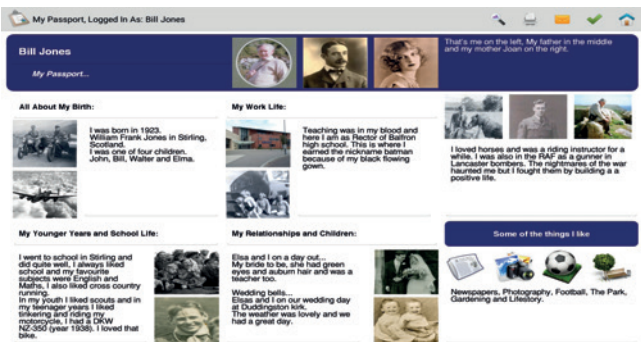 My Passport, Logged In As: Bill Jones
Bill Jones
My Passport...
That's me on the left, My father in the middle
and my mother Joan on the right.
All About My Birth:
I was born in 1923.
William Frank Jones in Stirling,
Scotland.
I was one of four children.
John, Bill, Walter and Elma.
My Work Life:
Teaching was in my blood and
here I am as Rector of Balfron
high school. This is where I
earned the nickname batman
because of my black flowing
gown.
I loved horses and was a riding instructor for a
while. I was also in the RAF as a gunner in
Lancaster bombers. The nightmares of the war
haunted me but I fought them by building a a
positive life.
My Younger Years and School Life:
I went to school in Stirling and
did quite well, I always liked
school and my favourite
subjects were English and
Maths, I also liked cross country
running.
In my youth I liked scouts and in
my teenager years I liked
tinkering and riding my
motorcycle, I had a DKW
NZ-350 (year 1938). I loved that
bike.
My Relationships and Children:
Elsa and I on a day out...
My bride to be, she had green
eyes and auburn hair and was a
teacher too.
Wedding bells...
Elsas and I on our wedding day
at Duddingston kirk.
The weather was lovely and we
had a great day.
Some of the things I like
Newspapers, Photography, Football, The Park,
Gardening and Lifestory.